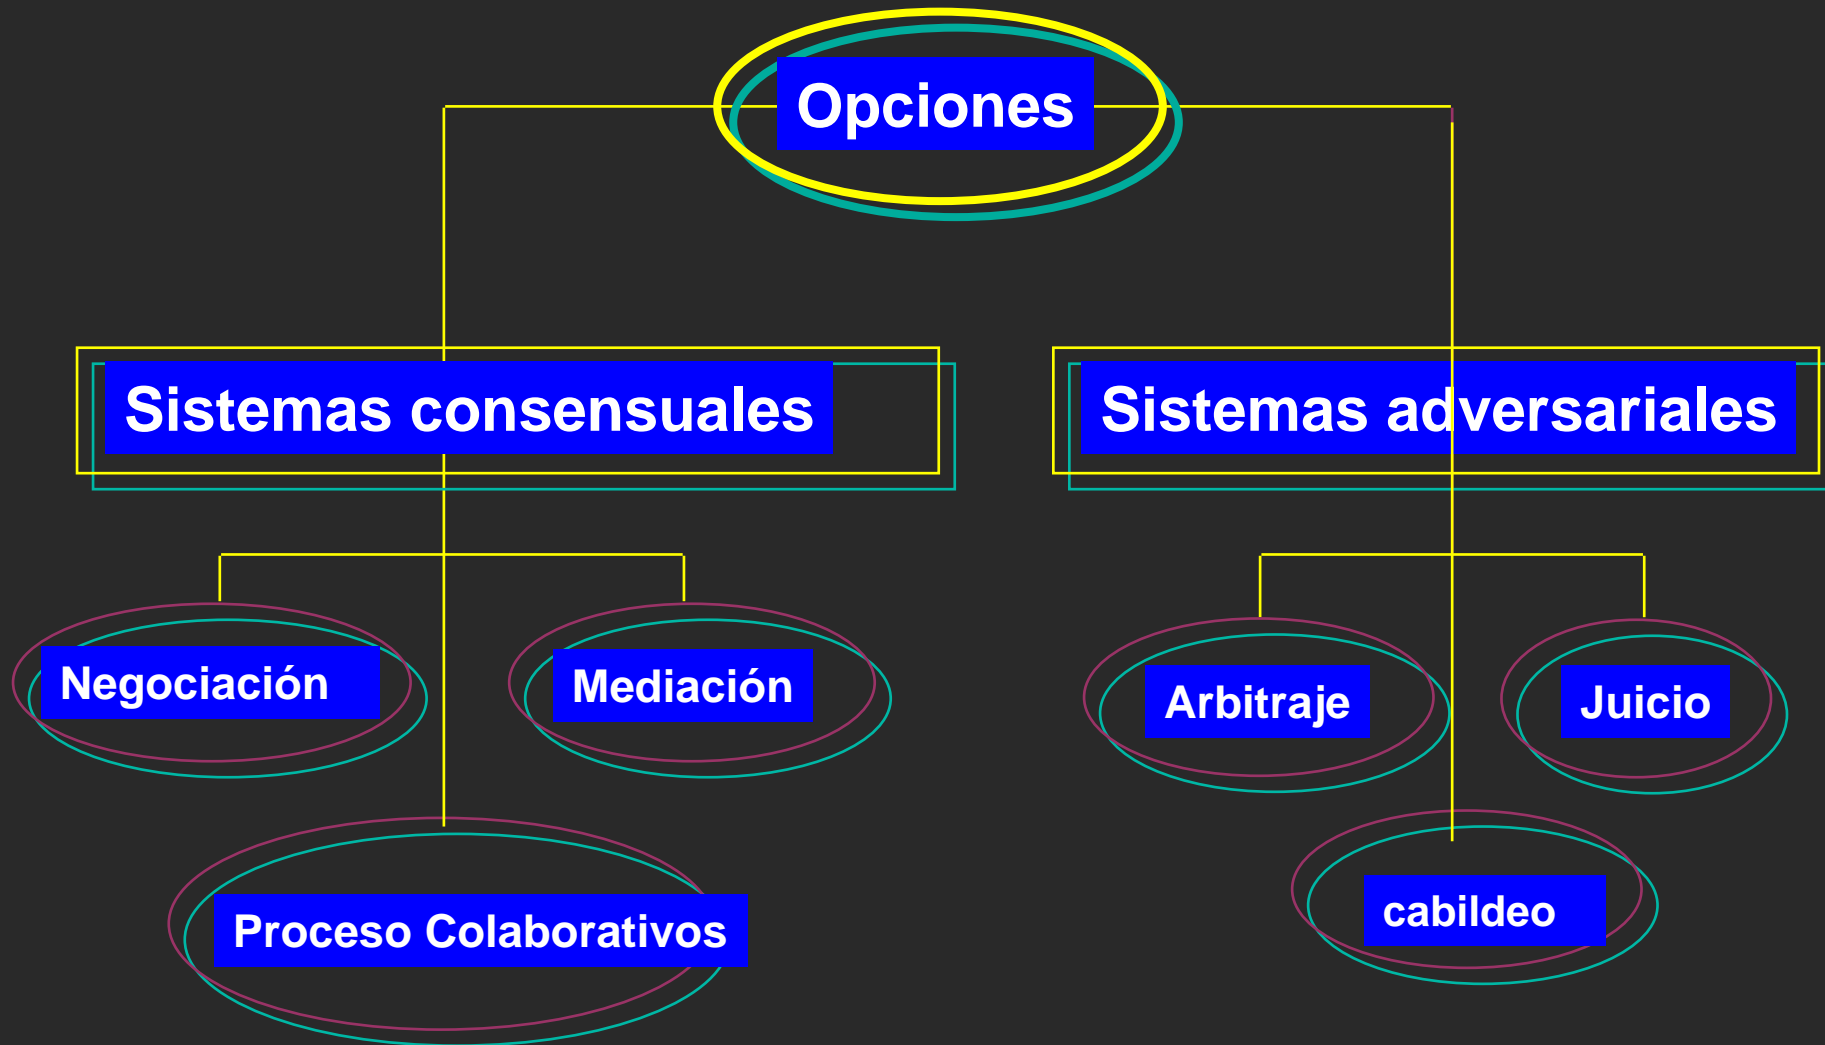 Opciones
Sistemas consensuales
Sistemas adversariales
Negociación
Mediación
Arbitraje
Juicio
Proceso Colaborativos
cabildeo